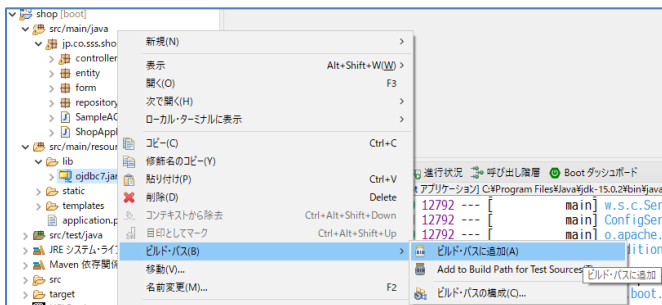 shop [boot]
src/main/java
jp.co.sss.sho
controller
entity
form
repository
SampleAC
ShopAppl
src/main/resour
lib
ojdbc7.jar
static
templates
application.p
src/test/java
JRE システム・ライ
Maven 依存関係
src
target
新規(N)
表示 Alt+Shift+W(W) >
開く(O) F3
次で開く(H)
ローカル・ターミナルに表示
コピー(C) Ctrl+C
修飾名のコピー(Y)
貼り付け(P) Ctrl+V
削除(D) Delete
コンテキストから除去 Ctrl+Alt+Shift+Down
目印としてマーク Ctrl+Alt+Shift+Up
ビルド・パス(B)
移動(V)...
名前変更(M)... F2
進行状況 呼び出し階層 Boot ダッシュボード
t アプリケーション] C:¥Program Files¥Java¥jdk-15.0.2¥bin¥java
12792 --- [ main] w.s.c.Ser
12792 --- [ main] ConfigSer
12792 --- [ main] o.apache.
ビルド・パスに追加(A)
Add to Build Path for Test Sources(T)
ビルド・パスに追加
ビルド・パスの構成(C)...
.boot.